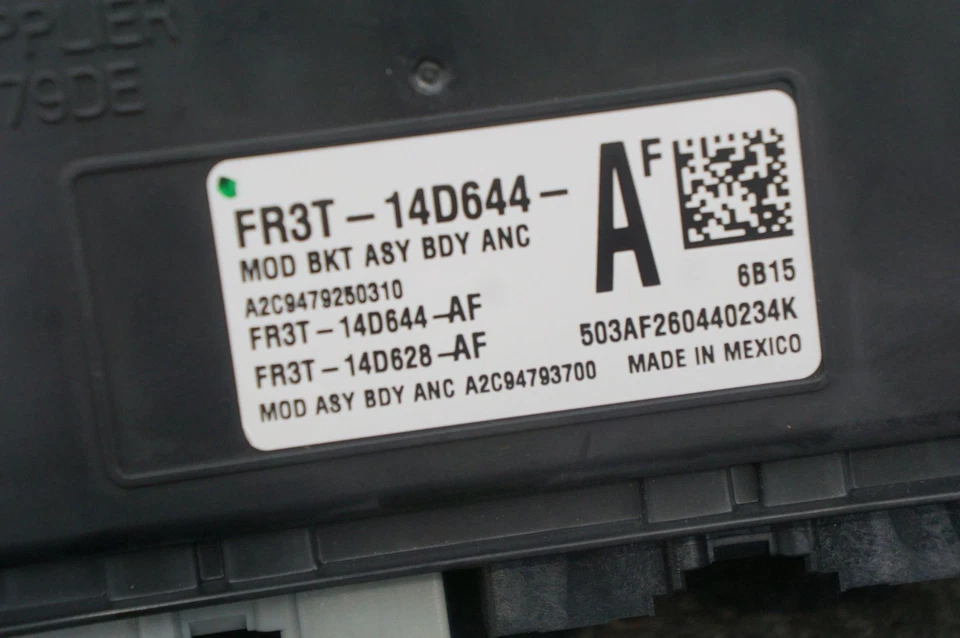 79DE
FR3T-14D644-
AF
MOD BKT ASY BDY ANC
6B15
A2C9479250310
FR3T-14D644-AF
503AF260440234K
FR3T-14D628-AF
MADE IN MEXICO
MOD ASY BDY ANC A2C94793700